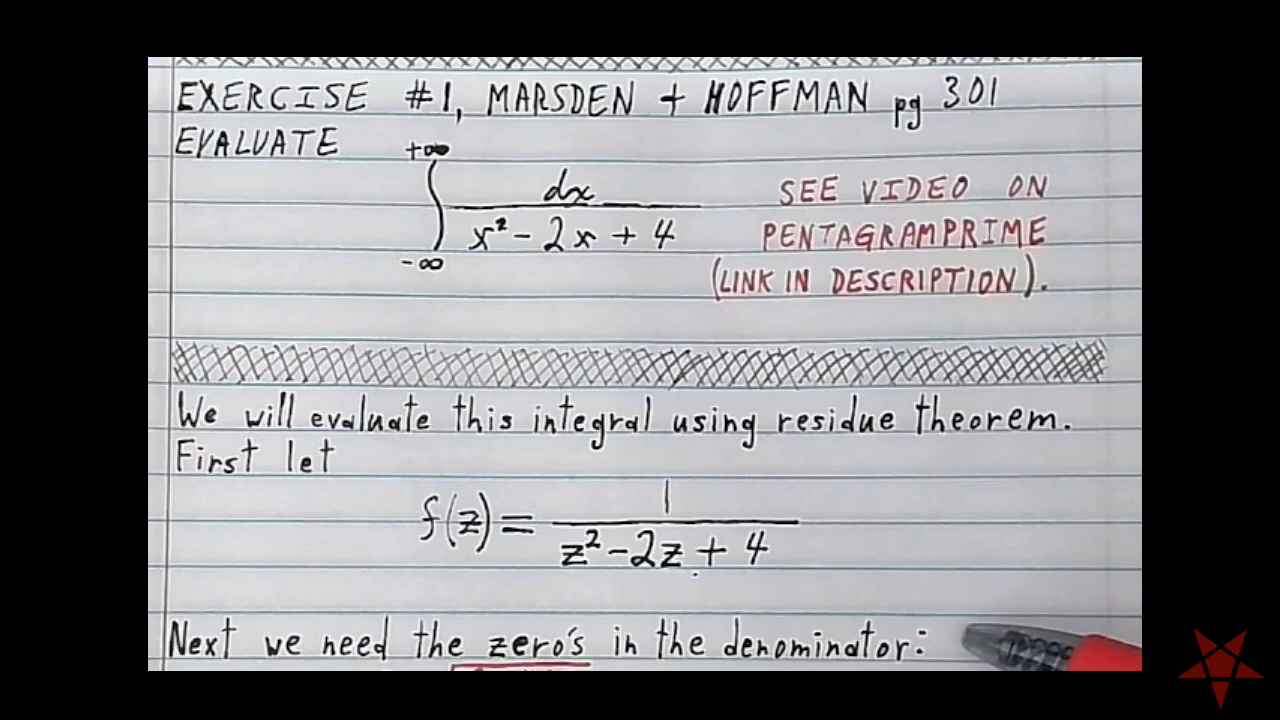 EXERCISE #1, MARSDEN + HOFFMAN pg 301
EVALUATE
+∞
∫ dx
x² - 2x + 4
-∞
SEE VIDEO ON
PENTAGRAMPRIME
(LINK IN DESCRIPTION).
We will evaluate this integral using residue theorem.
First let
f(z) = 1
z² - 2z + 4
Next we need the zero's in the denominator: